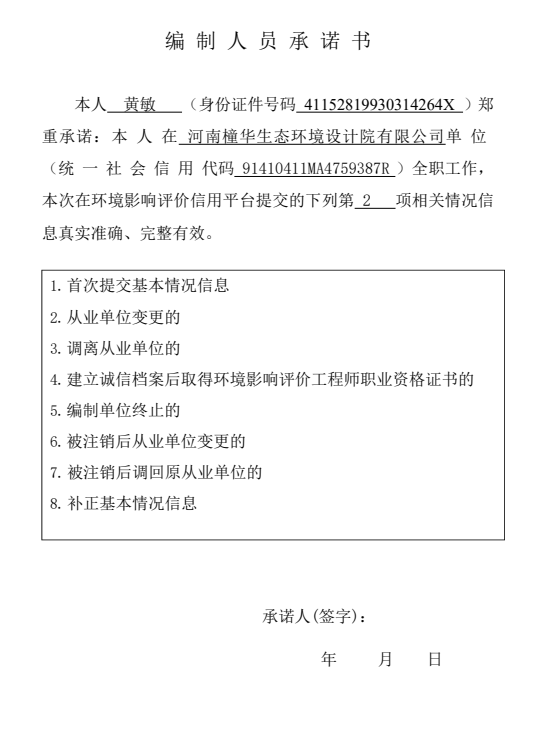 编制人员承诺书
本人 黄敏 （身份证件号码 41152819930314264X ）郑
重承诺：本人在 河南橦华生态环境设计院有限公司单位
（统一社会信用代码 91410411MA4759387R ）全职工作，
本次在环境影响评价信用平台提交的下列第 2 项相关情况信
息真实准确、完整有效。
1. 首次提交基本情况信息
2. 从业单位变更的
3. 调离从业单位的
4. 建立诚信档案后取得环境影响评价工程师职业资格证书的
5. 编制单位终止的
6. 被注销后从业单位变更的
7. 被注销后调回原从业单位的
8. 补正基本情况信息
承诺人(签字)：
年 月 日